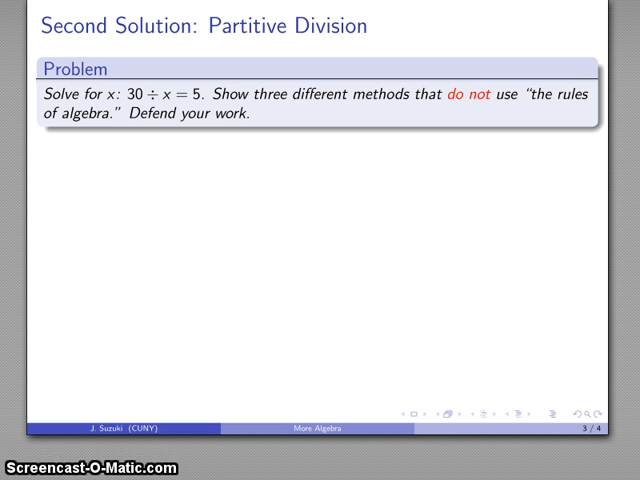 Second Solution: Partitive Division
Problem
Solve for x: 30 ÷ x = 5. Show three different methods that do not use “the rules
of algebra.” Defend your work.
J. Suzuki (CUNY)
More Algebra
3 / 4
Screencast-O-Matic.com